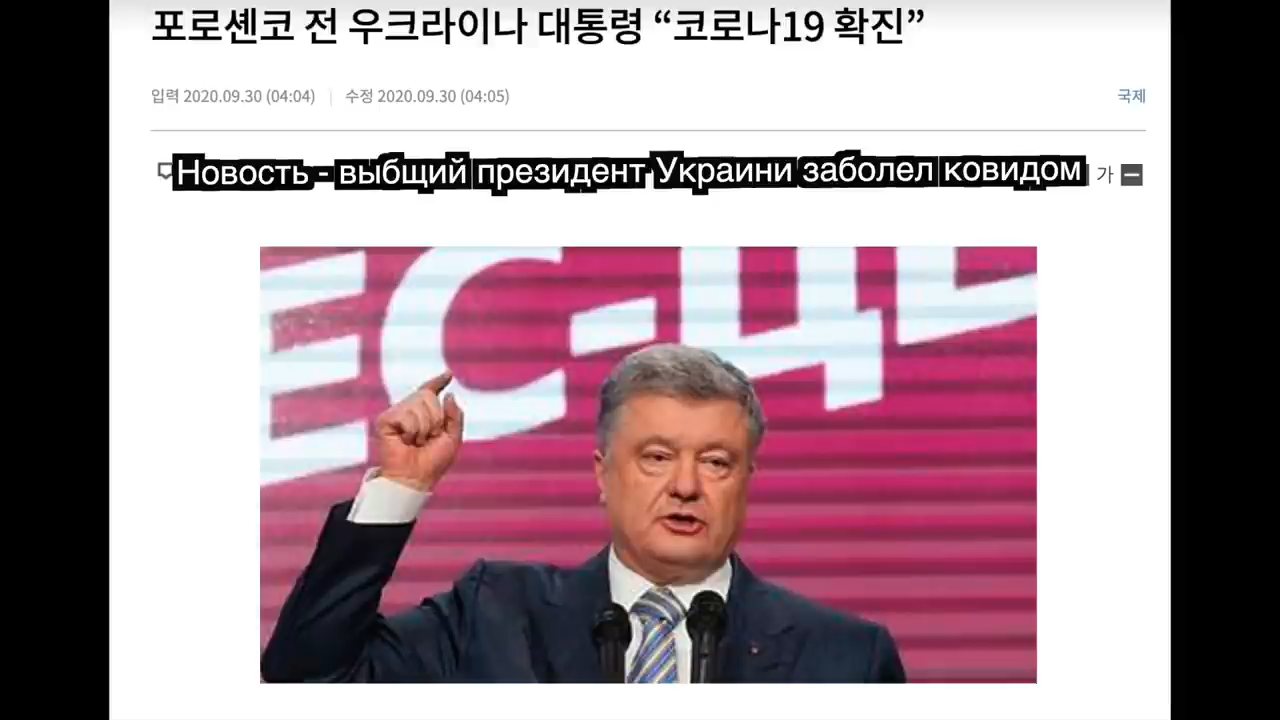 포로셴코 전 우크라이나 대통령 “코로나19 확진”
입력 2020.09.30 (04:04) | 수정 2020.09.30 (04:05) 국제
Новость - выбщий президент Украини заболел ковидом 가
ЕС-Ц